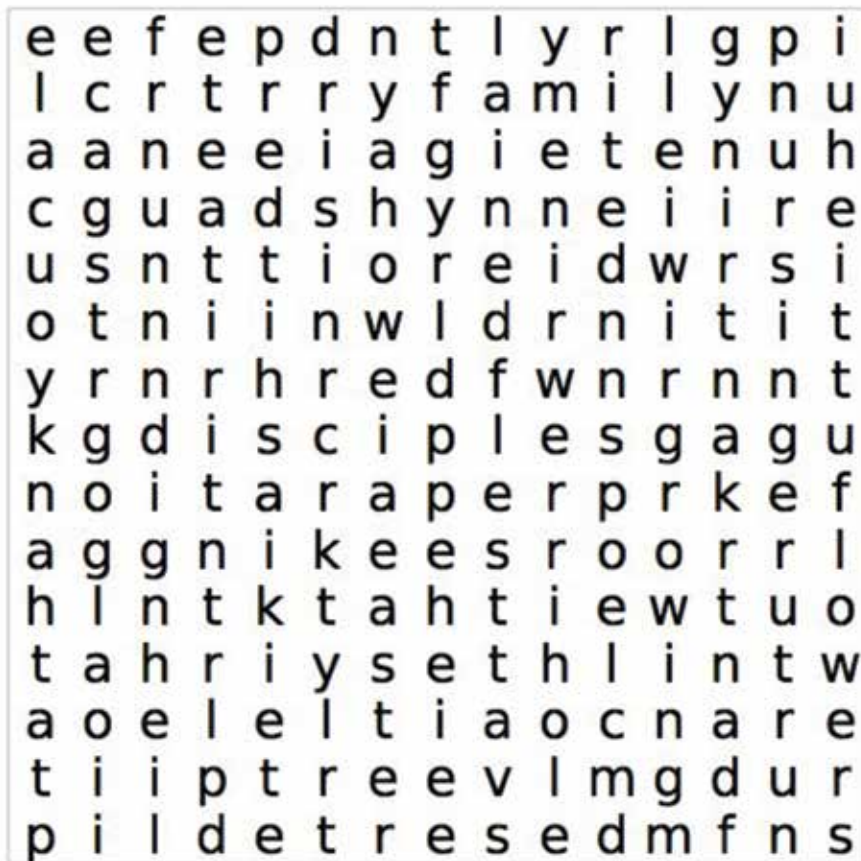 e e f e p d n t l y r l g p i
l c r t r r y f a m i l y n u
a a n e e i a g i e t e n u h
c g u a d s h y n n e i i r e
u s n t t i o r e i d w r s i
o t n i i n w l d r n i t i t
y r n r h r e d f w n r n n t
k g d i s c i p l e s g a g u
n o i t a r a p e r p r k e f
a g g n i k e e s r o o r r l
h l n t k t a h t i e w t u o
t a h r i y s e t h l i n t w
a o e l e l t i a o c n a r e
t i i p t r e e v l m g d u r
p i l d e t r e s e d m f n s